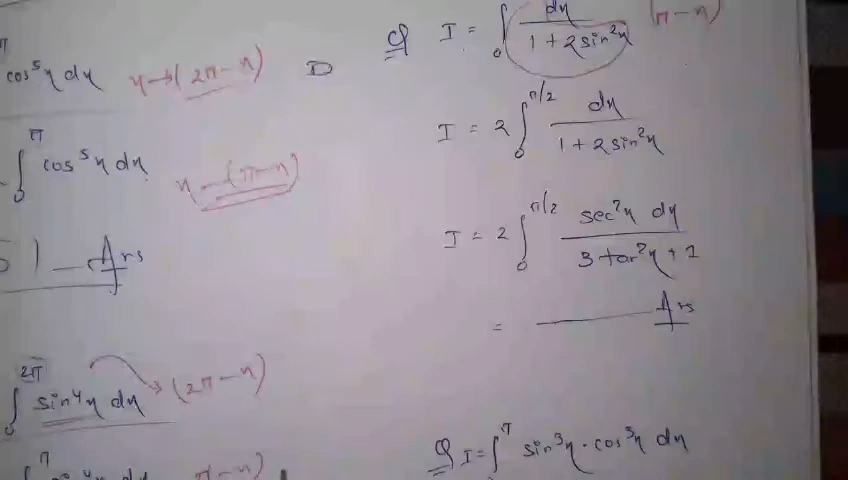 cos⁵x dx x→(2π-x)
∫₀^π cos⁵x dx x—(π-x)
)—Ans
∫₀^2π sin⁴x dx → (2π-x)
π-x)
D
Q I = ∫₀ dx / (1 + 2sin²x) (π-x)
I = 2 ∫₀^π/2 dx / (1 + 2sin²x)
I = 2 ∫₀^π/2 sec²x dx / (3tan²x + 1)
= ——— Ans
Q I = ∫^π sin³x · cos³x dx